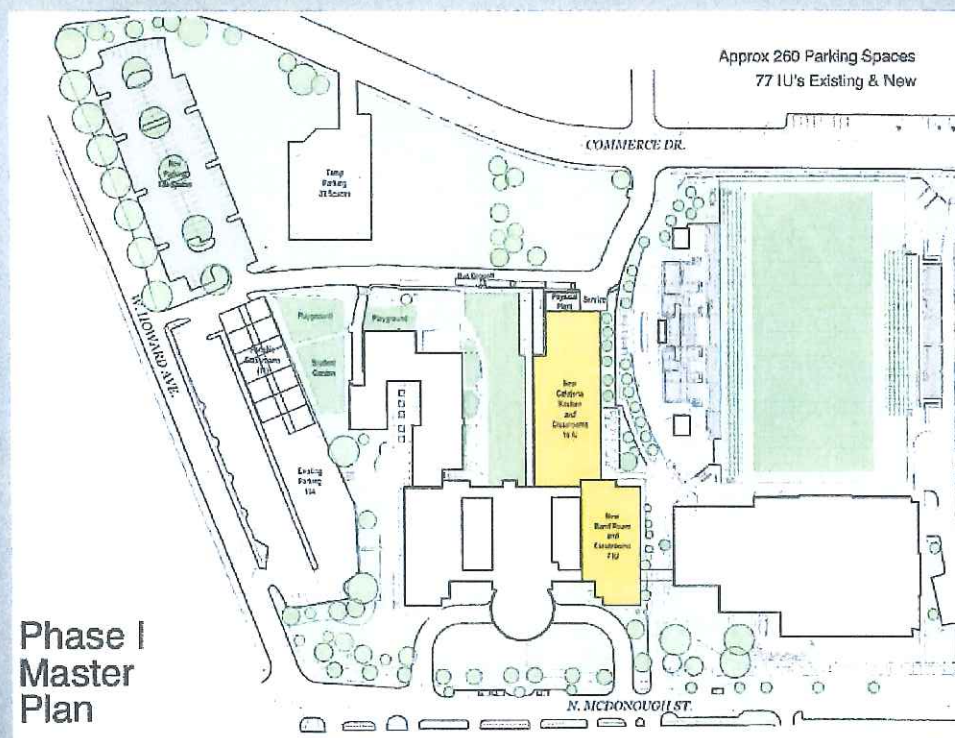 Approx 260 Parking Spaces
77 IU's Existing & New
COMMERCE DR.
Temp
Parking
Physical
Plant
Service
Playground
Playground
Student
Garden
W. HOWARD AVE.
New
Cafeteria
Kitchen
and
Classrooms
Existing
Parking
New
Band Room
and
Classrooms
Phase I
Master
Plan
N. MCDONOUGH ST.